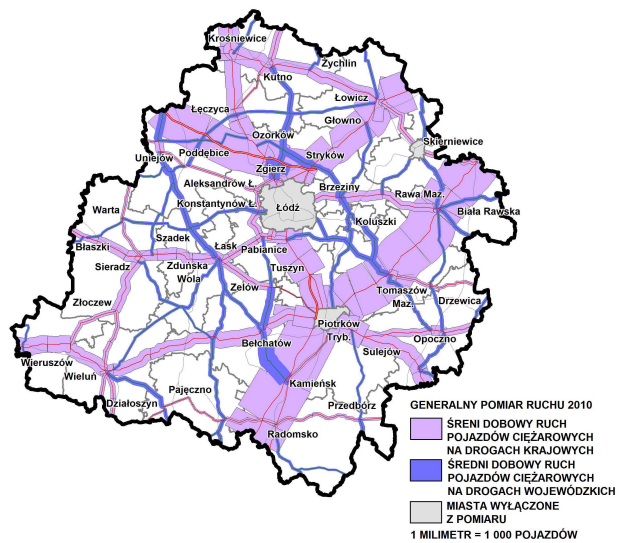 Krośniewice
Kutno
Żychlin
Łowicz
Łęczyca
Głowno
Ozorków
Skierniewice
Stryków
Poddębice
Uniejów
Zgierz
Aleksandrów Ł.
Brzeziny
Rawa Maz.
Konstantynów Ł.
Łódź
Warta
Biała Rawska
Koluszki
Szadek
Błaszki
Łask
Pabianice
Sieradz
Zduńska
Wola
Tuszyn
Zelów
Tomaszów
Maz.
Drzewica
Złoczew
Piotrków
Tryb.
Bełchatów
Opoczno
Sulejów
Wieruszów
Wieluń
Kamieńsk
Pajęczno
Działoszyn
Przedbórz
Radomsko
GENERALNY POMIAR RUCHU 2010
ŚRENI DOBOWY RUCH
POJAZDÓW CIĘŻAROWYCH
NA DROGACH KRAJOWYCH
ŚREDNI DOBOWY RUCH
POJAZDÓW CIĘŻAROWYCH
NA DROGACH WOJEWÓDZKICH
MIASTA WYŁĄCZONE
Z POMIARU
1 MILIMETR = 1 000 POJAZDÓW